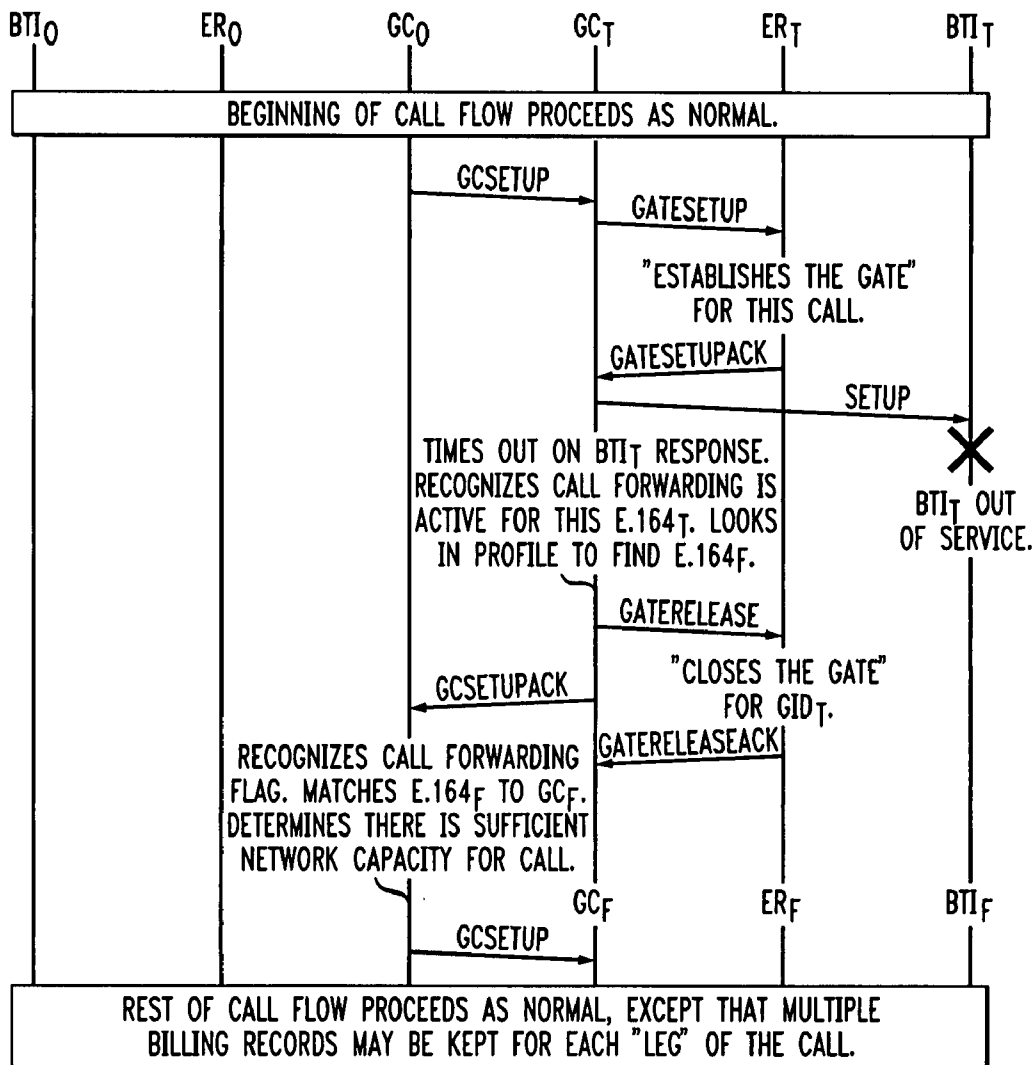 BTIO ERO GCO GCT ERT BTIT
BEGINNING OF CALL FLOW PROCEEDS AS NORMAL.
GCSETUP
GATESETUP
"ESTABLISHES THE GATE"
FOR THIS CALL.
GATESETUPACK
SETUP
TIMES OUT ON BTIT RESPONSE.
RECOGNIZES CALL FORWARDING IS
ACTIVE FOR THIS E.164T. LOOKS
IN PROFILE TO FIND E.164F.
BTIT OUT
OF SERVICE.
GATERELEASE
"CLOSES THE GATE"
FOR GIDT.
GCSETUPACK
GATERELEASEACK
RECOGNIZES CALL FORWARDING
FLAG. MATCHES E.164F TO GCF.
DETERMINES THERE IS SUFFICIENT
NETWORK CAPACITY FOR CALL.
GCF ERF BTIF
GCSETUP
REST OF CALL FLOW PROCEEDS AS NORMAL, EXCEPT THAT MULTIPLE
BILLING RECORDS MAY BE KEPT FOR EACH "LEG" OF THE CALL.